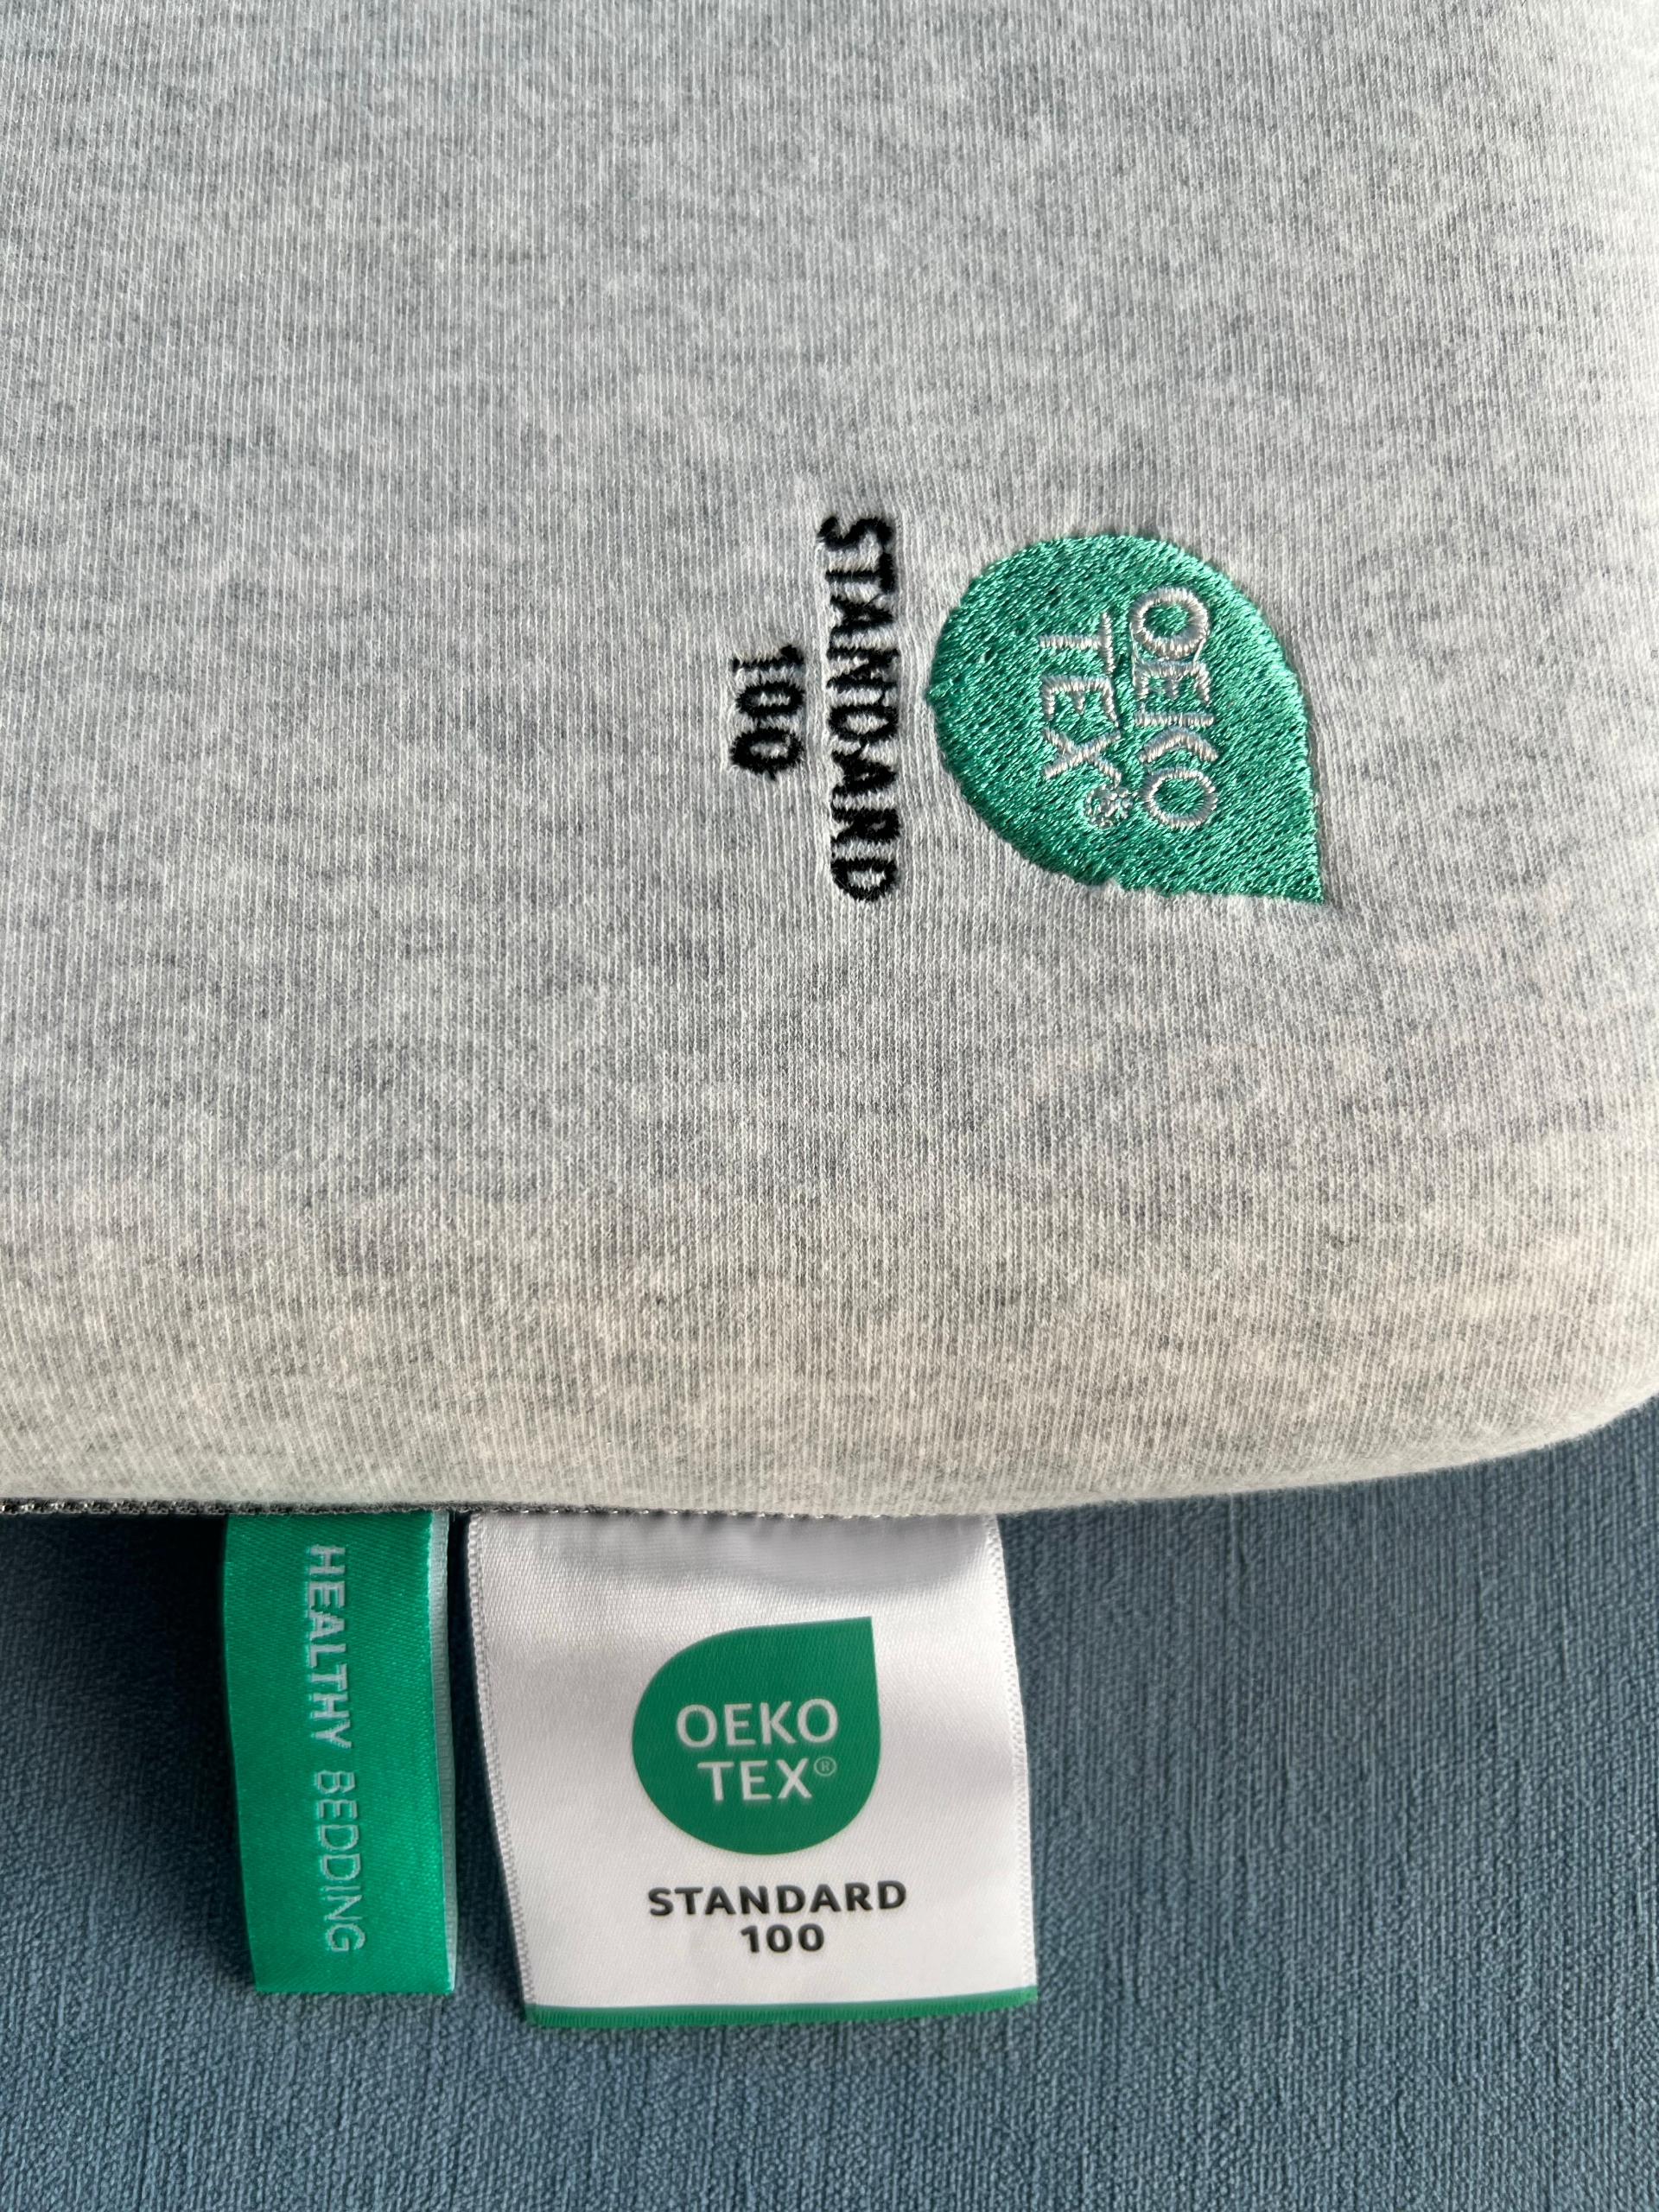 OEKO
TEX®
STANDARD
100
HEALTHY BEDDING
OEKO
TEX®
STANDARD
100